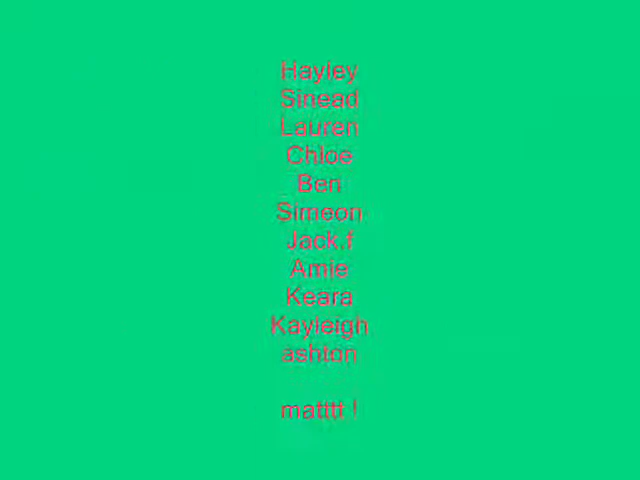 Hayley
Sinead
Lauren
Chloe
Ben
Simeon
Jack.f
Amie
Keara
Kayleigh
ashton
matttt !